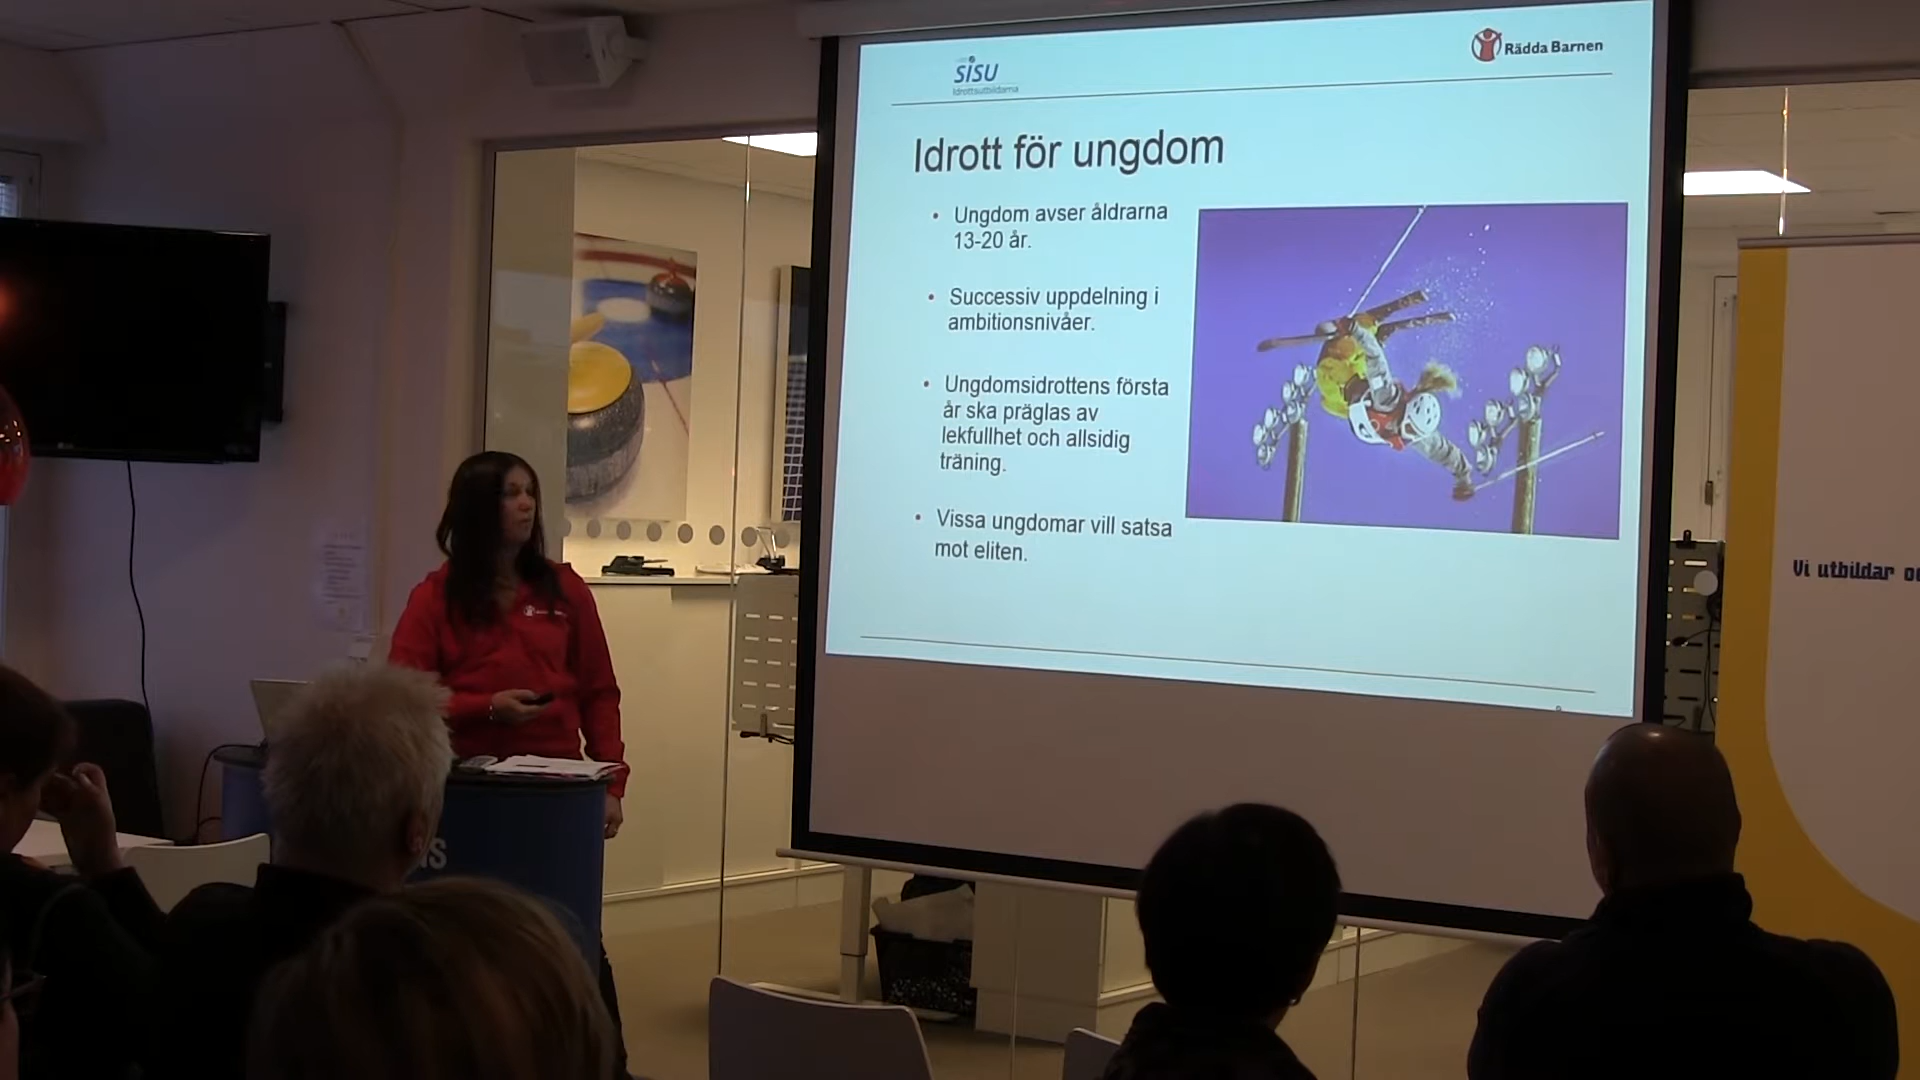 SISU
Idrottsutbildarna
Rädda Barnen
Idrott för ungdom
• Ungdom avser åldrarna
13-20 år.
• Successiv uppdelning i
ambitionsnivåer.
• Ungdomsidrottens första
år ska präglas av
lekfullhet och allsidig
träning.
• Vissa ungdomar vill satsa
mot eliten.
Vi utbildar